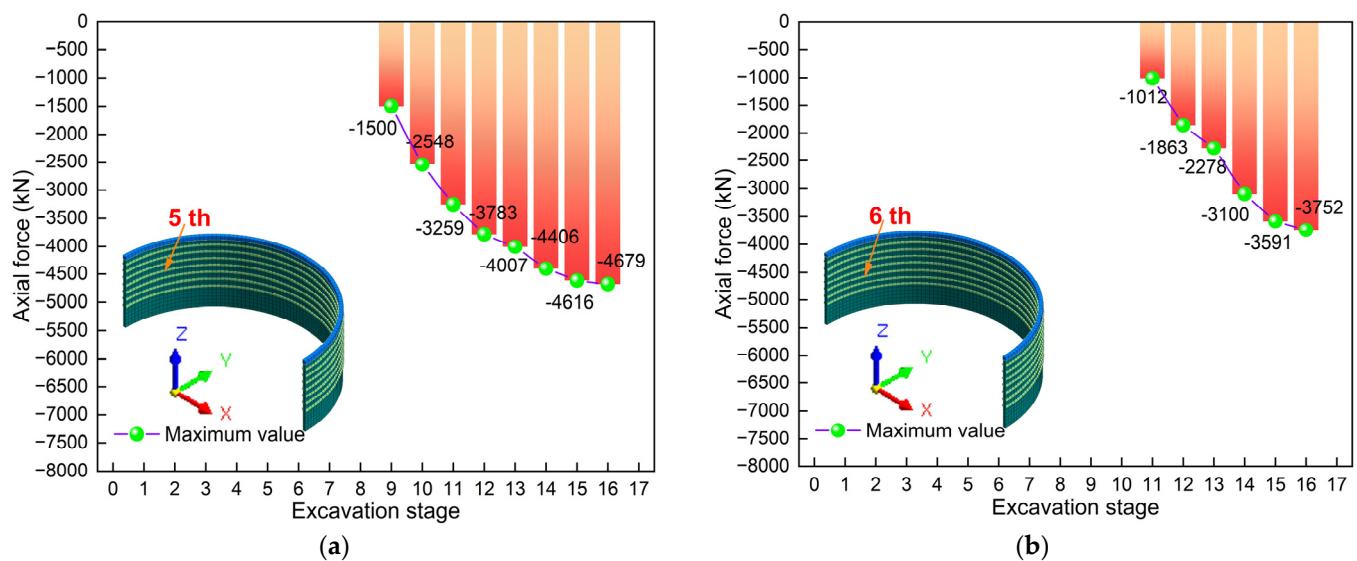 0
−500
−1000
−1500
−2000
−2500
−3000
−3500
−4000
−4500
−5000
−5500
−6000
−6500
−7000
−7500
−8000
Axial force (kN)
-1500
-2548
-3259
-3783
-4007
-4406
-4616
-4679
5 th
Z
Y
X
Maximum value
0 1 2 3 4 5 6 7 8 9 10 11 12 13 14 15 16 17
Excavation stage
(a)
0
−500
−1000
−1500
−2000
−2500
−3000
−3500
−4000
−4500
−5000
−5500
−6000
−6500
−7000
−7500
−8000
Axial force (kN)
-1012
-1863
-2278
-3100
-3591
-3752
6 th
Z
Y
X
Maximum value
0 1 2 3 4 5 6 7 8 9 10 11 12 13 14 15 16 17
Excavation stage
(b)